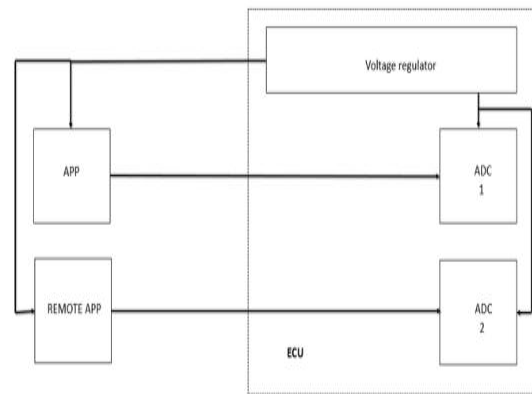 Voltage regulator
APP
ADC
1
REMOTE APP
ADC
2
ECU